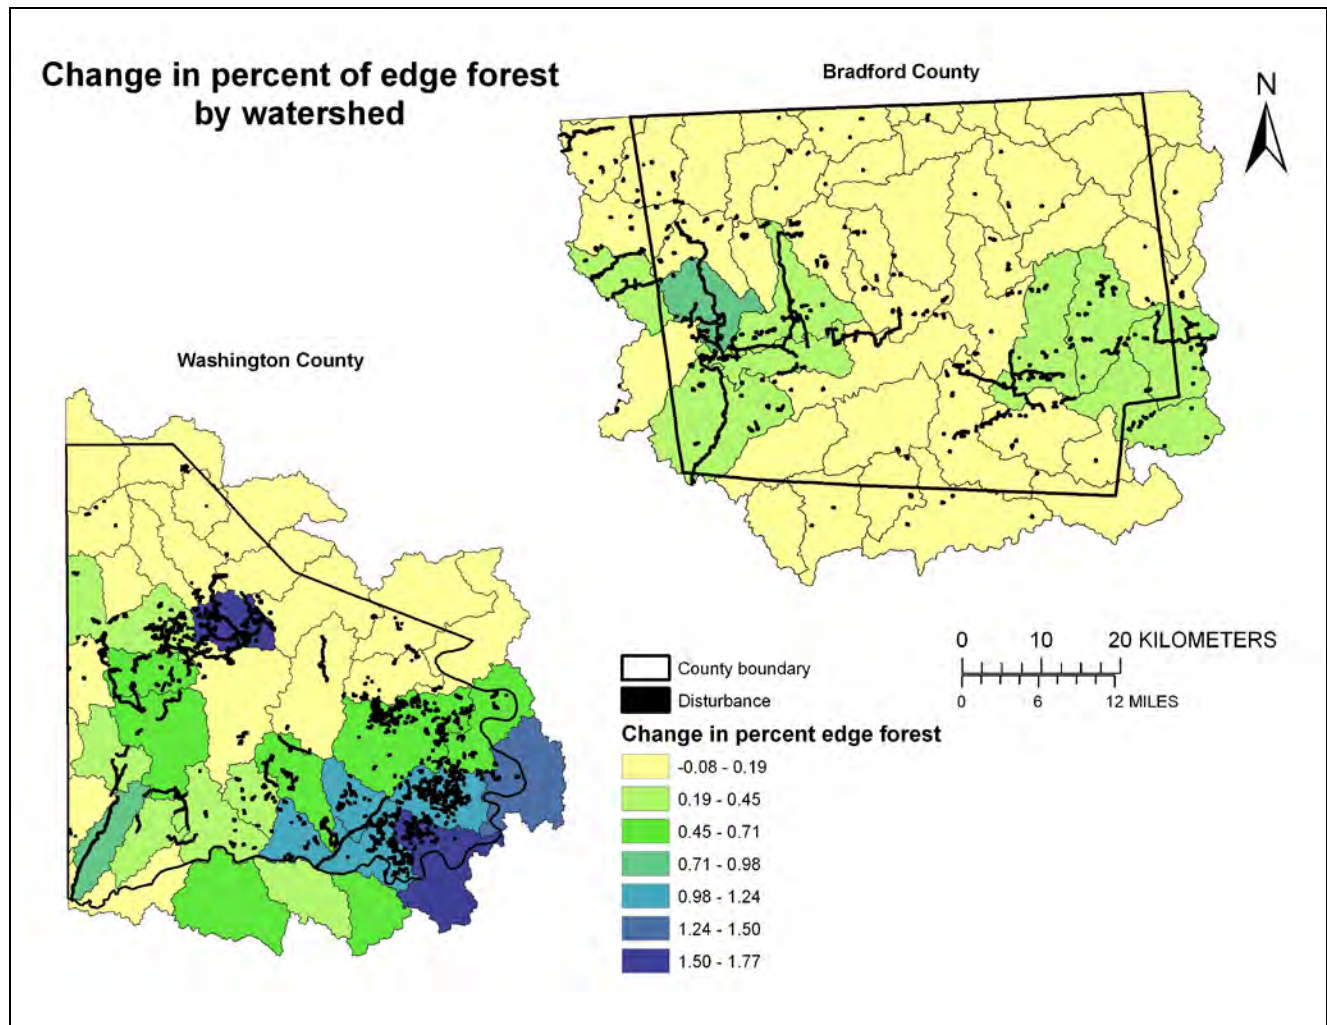 Change in percent of edge forest
by watershed
Bradford County
N
Washington County
0 10 20 KILOMETERS
0 6 12 MILES
County boundary
Disturbance
Change in percent edge forest
-0.08 - 0.19
0.19 - 0.45
0.45 - 0.71
0.71 - 0.98
0.98 - 1.24
1.24 - 1.50
1.50 - 1.77